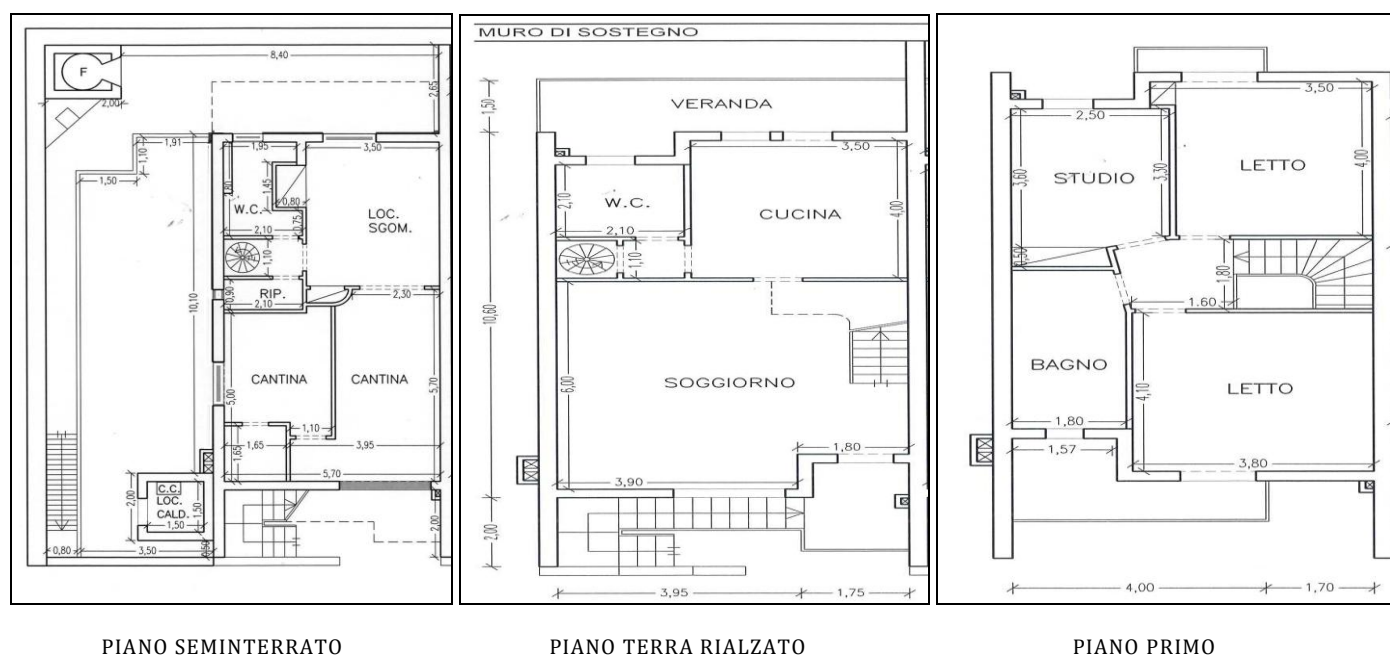 F
8,40
2,65
2,00
1,91
1,10
1,50
1,95
3,50
2,80
1,45
W.C.
0,80
0,75
LOC.
SGOM.
2,10
1,10
RIP.
0,90
2,10
2,30
10,10
CANTINA
CANTINA
5,00
5,70
1,10
1,65
3,95
1,65
5,70
C.C.
LOC.
CALD.
2,00
1,50
1,50
2,00
0,80
3,50
0,50
PIANO SEMINTERRATO
MURO DI SOSTEGNO
1,50
VERANDA
3,50
2,10
W.C.
CUCINA
4,00
2,10
1,10
10,60
6,00
SOGGIORNO
1,80
3,90
2,00
3,95
1,75
PIANO TERRA RIALZATO
3,50
2,50
LETTO
4,00
3,60
STUDIO
3,30
0,50
1,80
1.60
BAGNO
4,10
LETTO
1,80
1,57
3,80
4,00
1,70
PIANO PRIMO